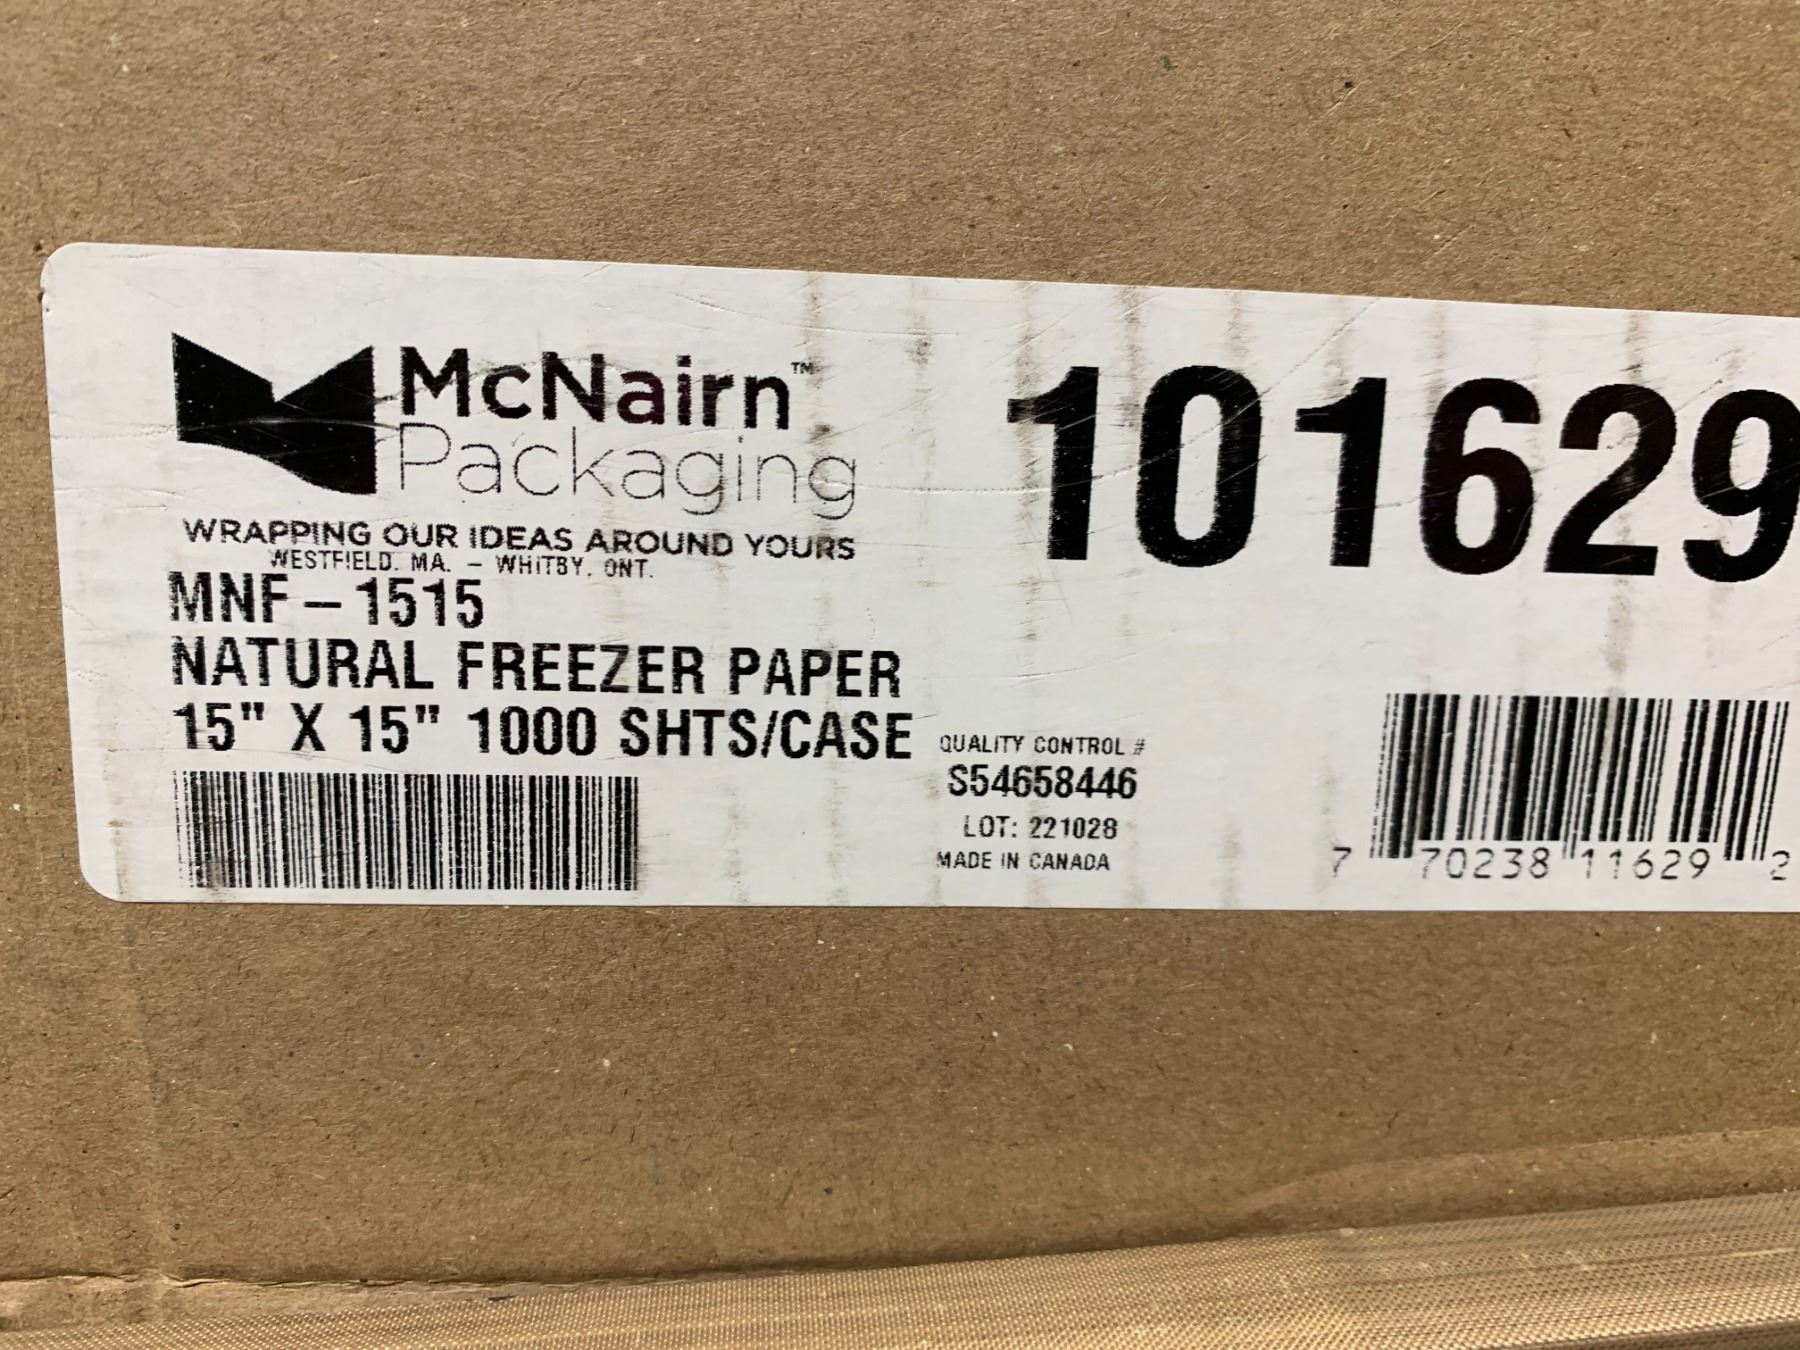 McNairn™
Packaging
WRAPPING OUR IDEAS AROUND YOURS
WESTFIELD. MA. – WHITBY, ONT.
MNF – 1515
NATURAL FREEZER PAPER
15" X 15" 1000 SHTS/CASE
101629
QUALITY CONTROL #
S54658446
LOT: 221028
MADE IN CANADA
7 70238 11629 2